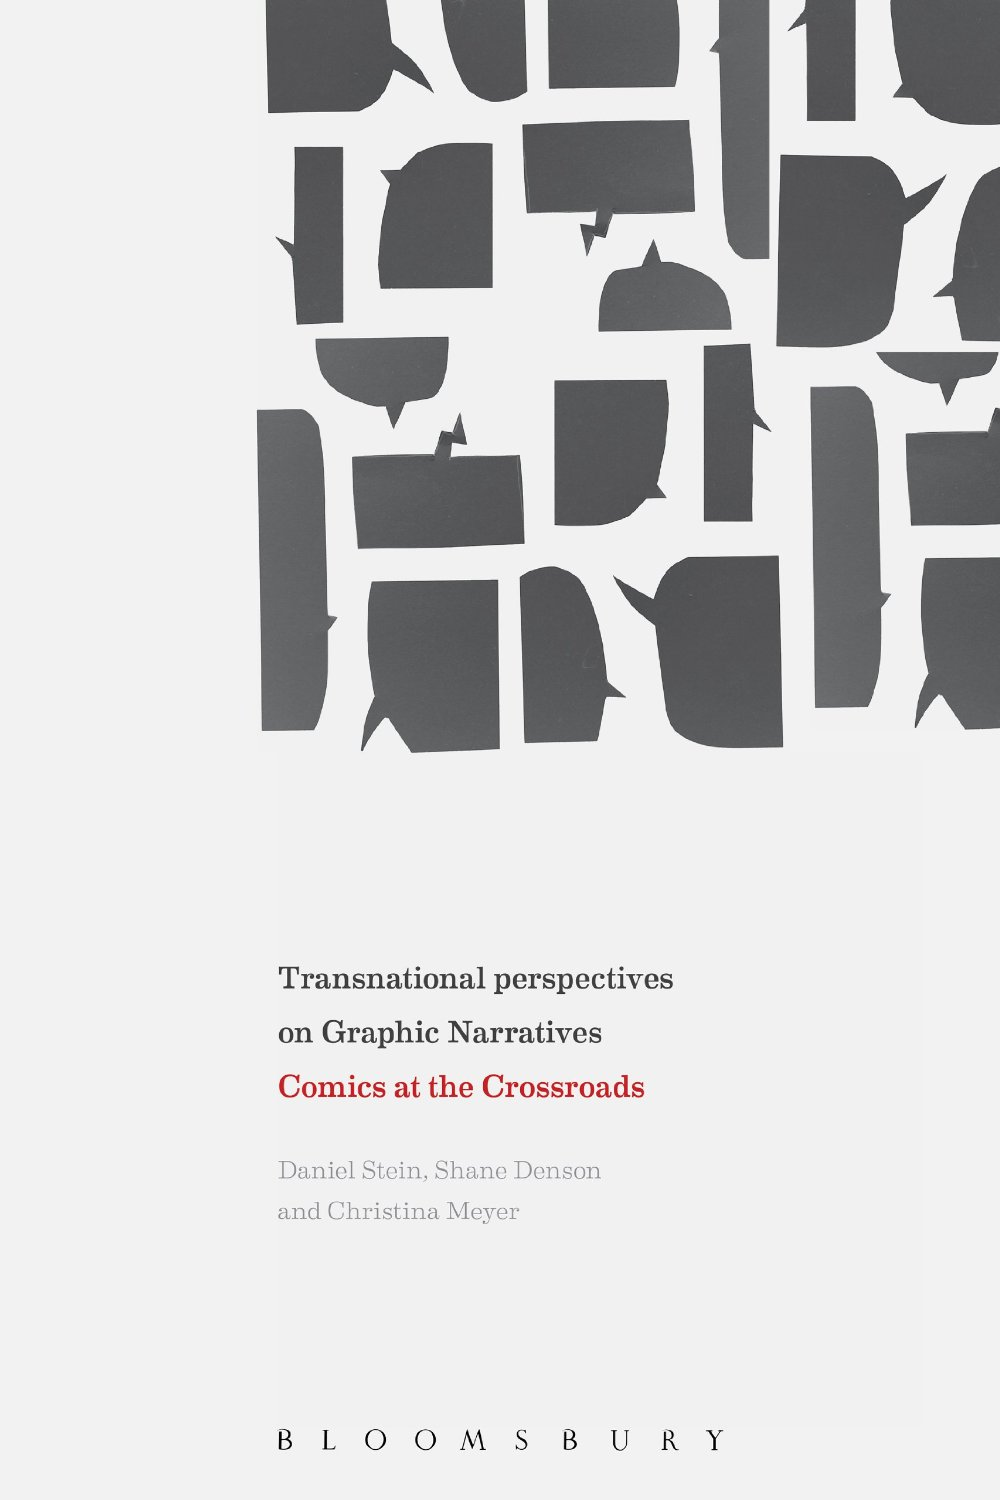 Transnational perspectives
on Graphic Narratives
Comics at the Crossroads
Daniel Stein, Shane Denson
and Christina Meyer
BLOOMSBURY